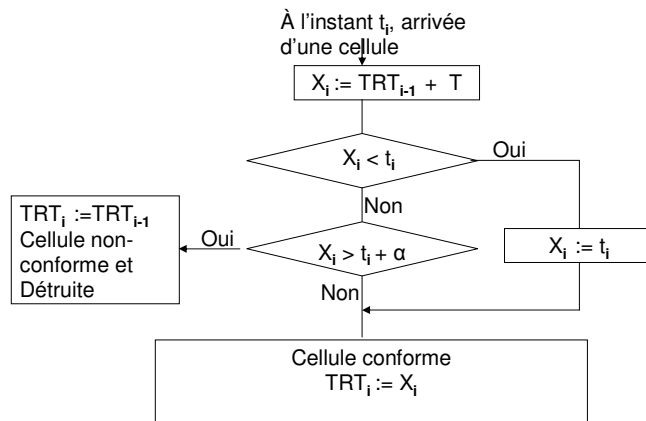 À l'instant tᵢ, arrivée
d'une cellule
Xᵢ := TRTᵢ₋₁ + T
Xᵢ < tᵢ
Oui
Non
TRTᵢ :=TRTᵢ₋₁
Cellule non-
conforme et
Détruite
Oui
Xᵢ > tᵢ + α
Xᵢ := tᵢ
Non
Cellule conforme
TRTᵢ := Xᵢ